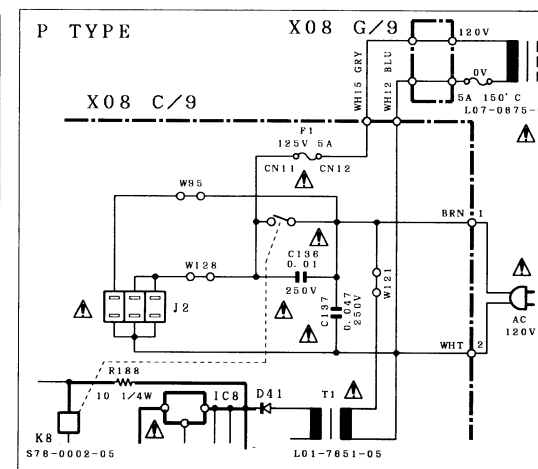 P TYPE
X08 G/9
120V
0V
5A 150°C
L07-0875-
WH15 GRY
WH12 BLU
X08 C/9
F1
125V 5A
CN11
CN12
W95
BRN 1
W128
C136
0.01
250V
C137
0.047
250V
W121
J2
AC
120V
WHT 2
R188
10 1/4W
IC8
D41
T1
K8
S78-0002-05
L01-7851-05